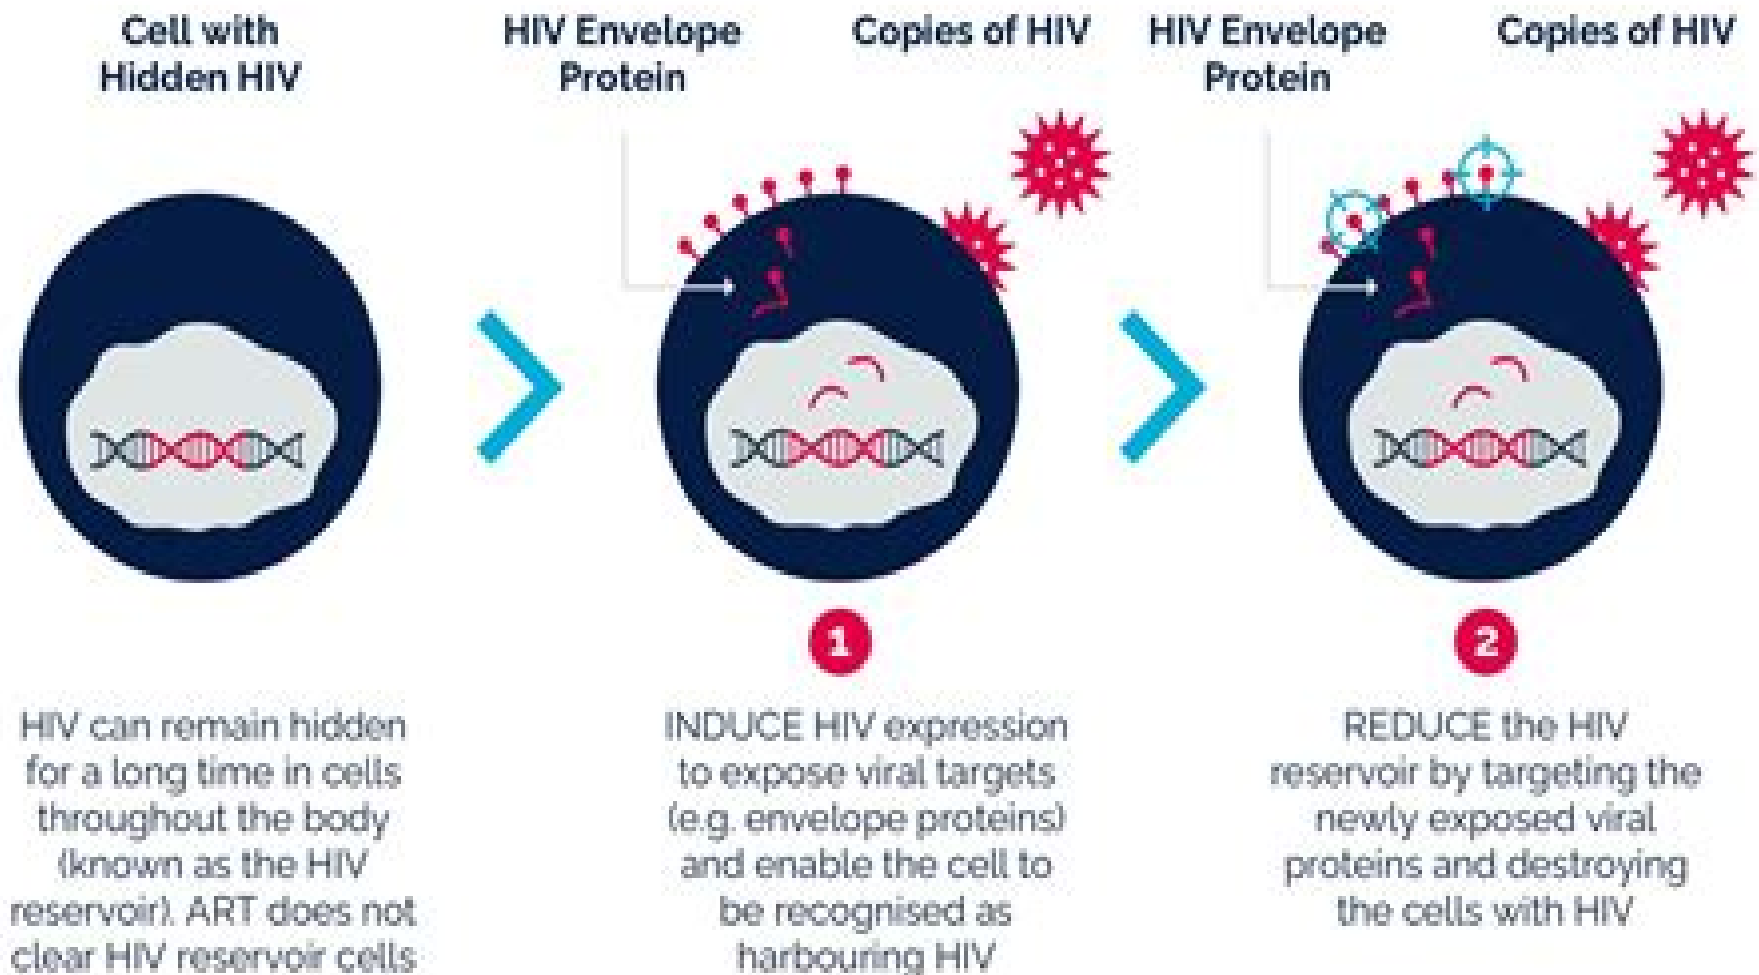 Cell with
Hidden HIV
HIV Envelope
Protein
Copies of HIV
HIV Envelope
Protein
Copies of HIV
HIV can remain hidden
for a long time in cells
throughout the body
(known as the HIV
reservoir). ART does not
clear HIV reservoir cells
1
INDUCE HIV expression
to expose viral targets
(e.g. envelope proteins)
and enable the cell to
be recognised as
harbouring HIV
2
REDUCE the HIV
reservoir by targeting the
newly exposed viral
proteins and destroying
the cells with HIV